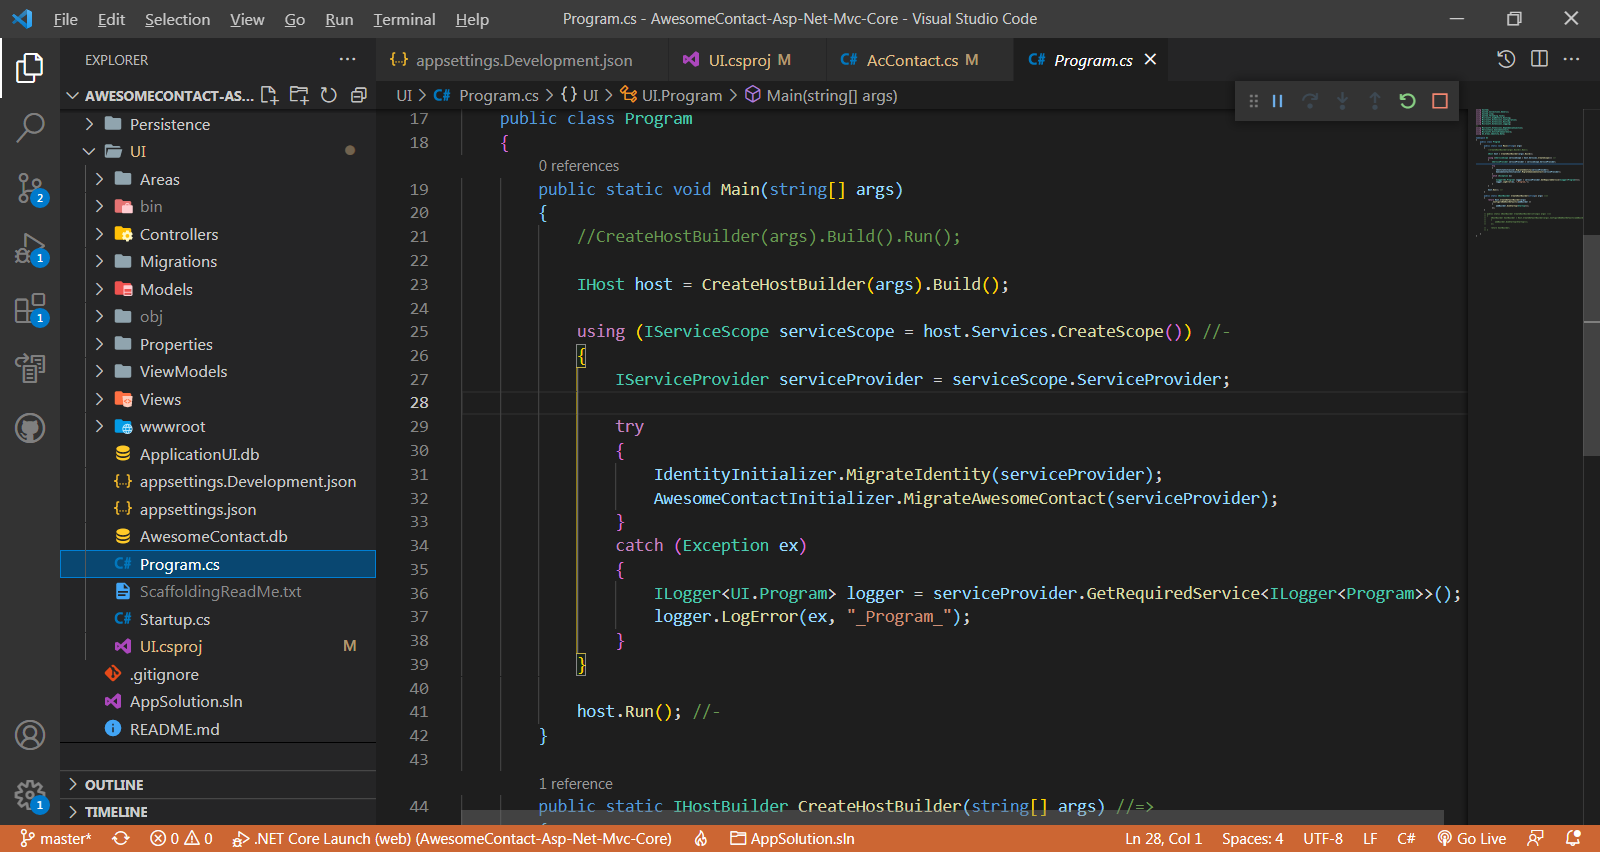 File Edit Selection View Go Run Terminal Help
Program.cs - AwesomeContact-Asp-Net-Mvc-Core - Visual Studio Code
EXPLORER
AWESOMECONTACT-AS...
Persistence
UI
Areas
bin
Controllers
Migrations
Models
obj
Properties
ViewModels
Views
wwwroot
ApplicationUI.db
{..} appsettings.Development.json
{..} appsettings.json
AwesomeContact.db
C# Program.cs
ScaffoldingReadMe.txt
C# Startup.cs
UI.csproj M
.gitignore
AppSolution.sln
README.md
OUTLINE
TIMELINE
2
1
1
1
{..} appsettings.Development.json
UI.csproj M
C# AcContact.cs M
C# Program.cs
UI > C# Program.cs > {} UI > UI.Program > Main(string[] args)
17 public class Program
18 {
0 references
19 public static void Main(string[] args)
20 {
21 //CreateHostBuilder(args).Build().Run();
22
23 IHost host = CreateHostBuilder(args).Build();
24
25 using (IServiceScope serviceScope = host.Services.CreateScope()) //-
26 {
27 IServiceProvider serviceProvider = serviceScope.ServiceProvider;
28
29 try
30 {
31 IdentityInitializer.MigrateIdentity(serviceProvider);
32 AwesomeContactInitializer.MigrateAwesomeContact(serviceProvider);
33 }
34 catch (Exception ex)
35 {
36 ILogger<UI.Program> logger = serviceProvider.GetRequiredService<ILogger<Program>>();
37 logger.LogError(ex, "_Program_");
38 }
39 }
40
41 host.Run(); //-
42 }
43
1 reference
44 public static IHostBuilder CreateHostBuilder(string[] args) //=>
master* 0 0 .NET Core Launch (web) (AwesomeContact-Asp-Net-Mvc-Core) AppSolution.sln Ln 28, Col 1 Spaces: 4 UTF-8 LF C# Go Live